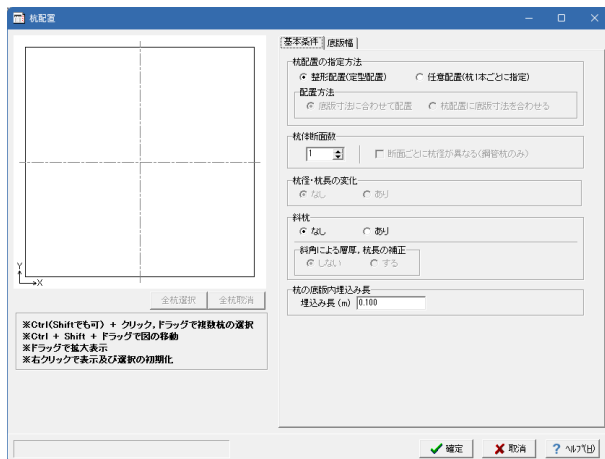 杭配置
基本条件 底版幅
杭配置の指定方法
整形配置(定型配置) 任意配置(杭1本ごとに指定)
配置方法
底版寸法に合わせて配置 杭配置に底版寸法を合わせる
杭体断面数
1 断面ごとに杭径が異なる(鋼管杭のみ)
杭径・杭長の変化
なし あり
斜杭
なし あり
斜角による層厚,杭長の補正
しない する
杭の底版内埋込み長
埋込み長(m) 0.100
Y
X
全杭選択 全杭取消
※Ctrl(Shiftでも可) + クリック,ドラッグで複数杭の選択
※Ctrl + Shift + ドラッグで図の移動
※ドラッグで拡大表示
※右クリックで表示及び選択の初期化
確定 取消 ? ヘルプ(H)